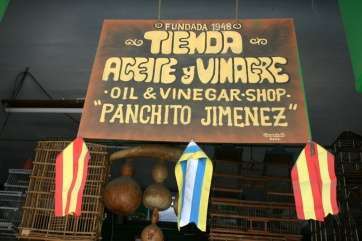 FUNDADA 1948
TIENDA
ACEITE y VINAGRE
·OIL & VINEGAR·SHOP·
"PANCHITO JIMENEZ"